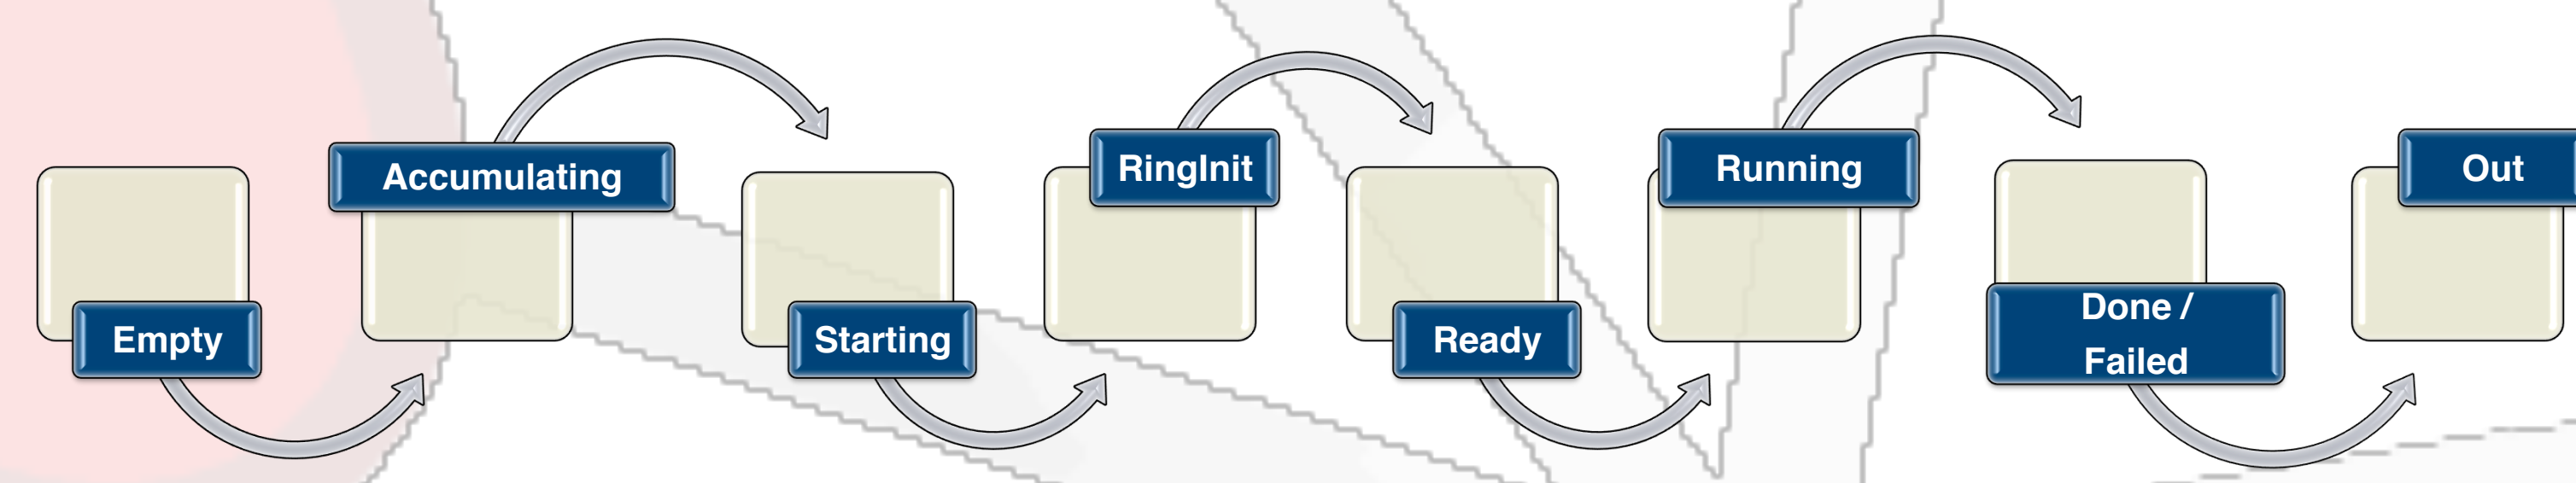 Empty
Accumulating
Starting
RingInit
Ready
Running
Done /
Failed
Out